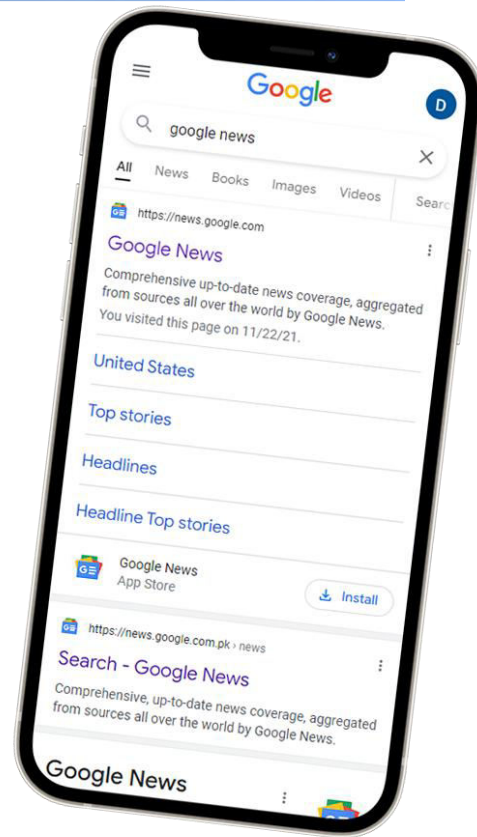 Google
D
google news
All News Books Images Videos Searc
https://news.google.com
Google News
Comprehensive up-to-date news coverage, aggregated
from sources all over the world by Google News.
You visited this page on 11/22/21.
United States
Top stories
Headlines
Headline Top stories
GE
Google News
App Store
Install
https://news.google.com.pk › news
Search - Google News
Comprehensive, up-to-date news coverage, aggregated
from sources all over the world by Google News.
Google News